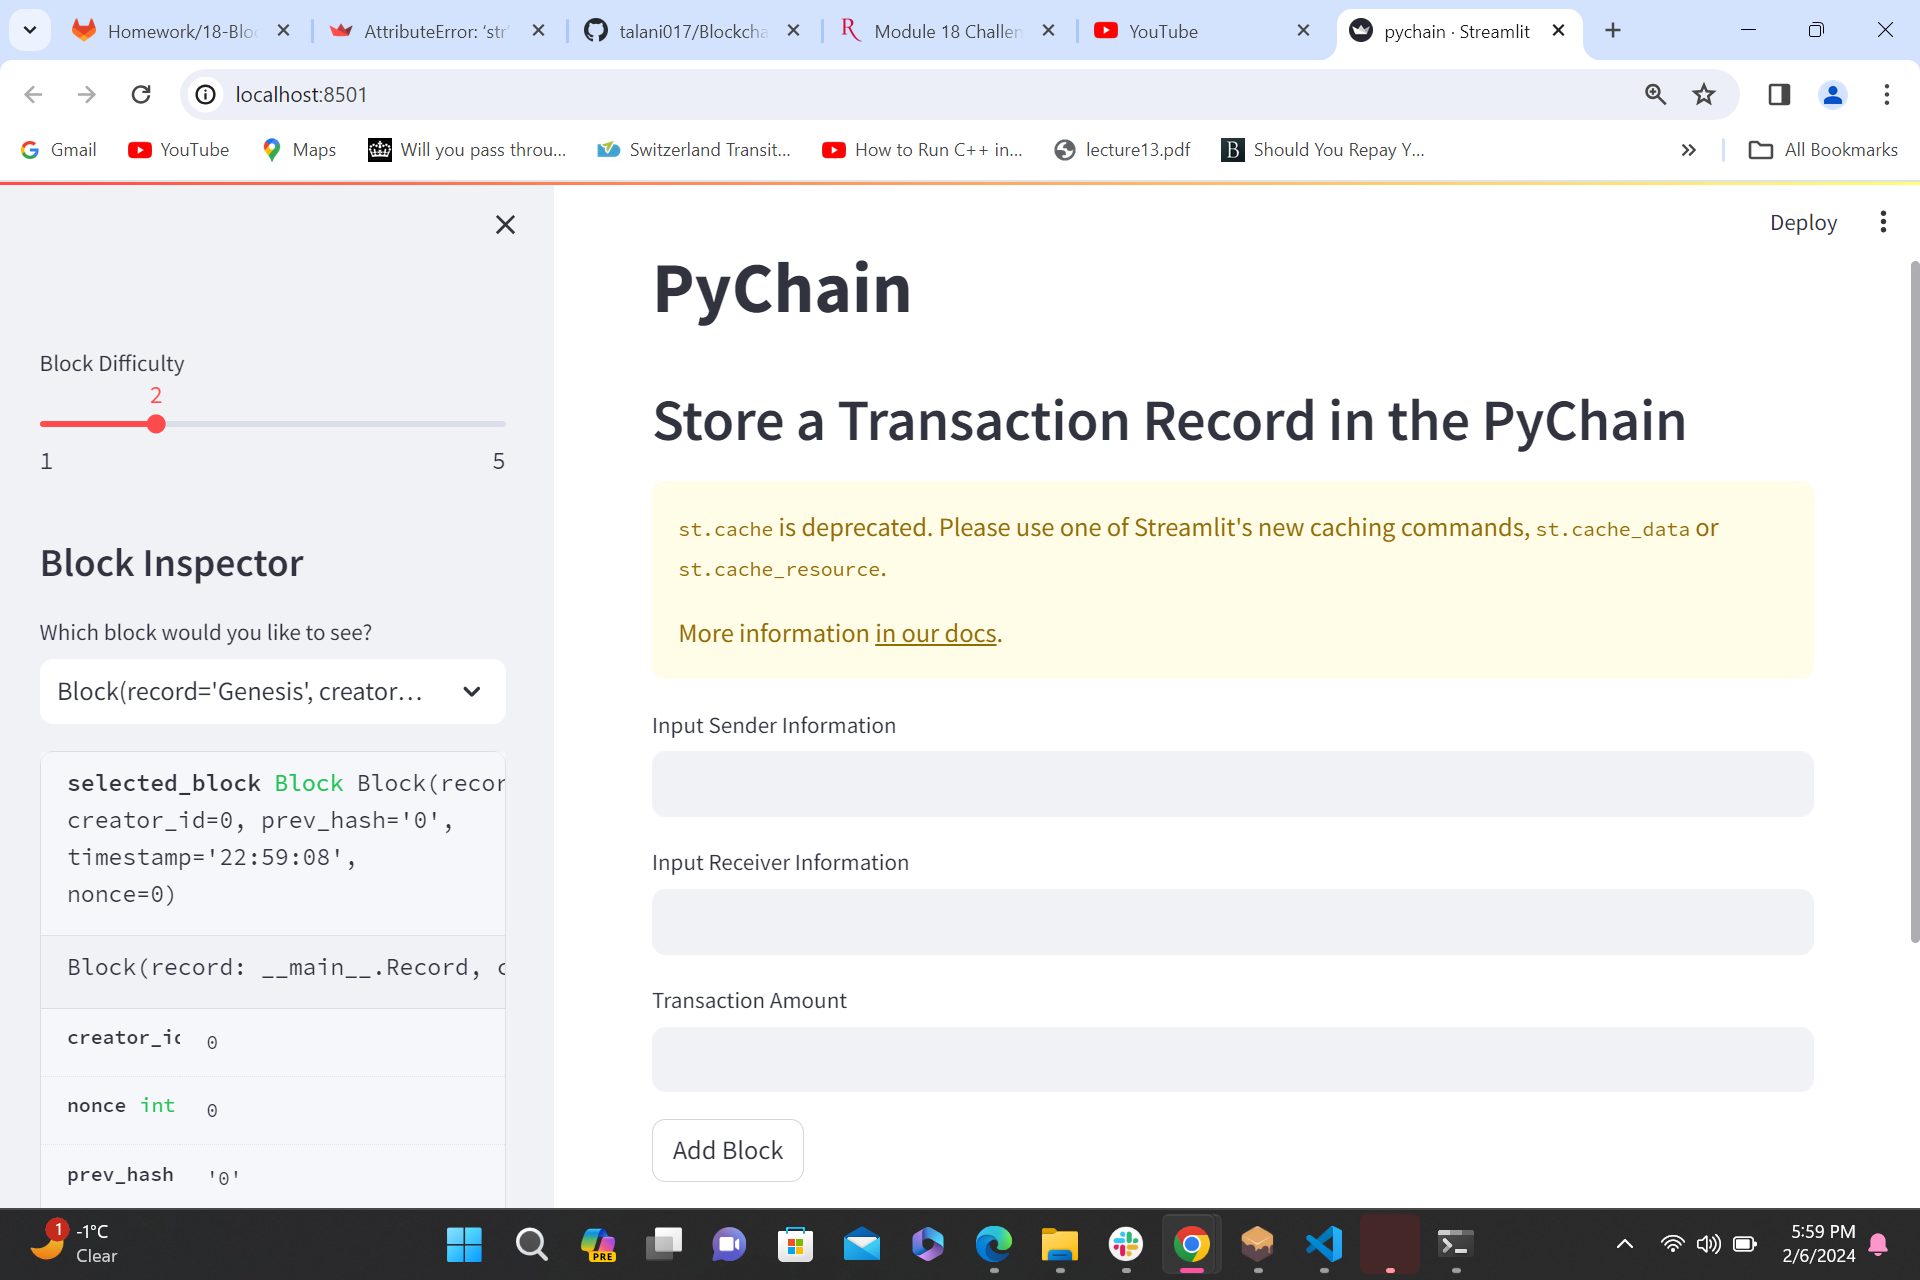 Homework/18-Blo
AttributeError: 'str'
talani017/Blockcha
Module 18 Challen
YouTube
pychain · Streamlit
localhost:8501
Gmail
YouTube
Maps
Will you pass throu...
Switzerland Transit...
How to Run C++ in...
lecture13.pdf
B
Should You Repay Y...
All Bookmarks
Deploy
PyChain
Block Difficulty
2
1
5
Block Inspector
Which block would you like to see?
Block(record='Genesis', creator...
selected_block Block Block(recor
creator_id=0, prev_hash='0',
timestamp='22:59:08',
nonce=0)
Block(record: __main__.Record, c
creator_id 0
nonce int 0
prev_hash '0'
Store a Transaction Record in the PyChain
st.cache is deprecated. Please use one of Streamlit's new caching commands, st.cache_data or
st.cache_resource.
More information in our docs.
Input Sender Information
Input Receiver Information
Transaction Amount
Add Block
1
-1°C
Clear
PRE
5:59 PM
2/6/2024